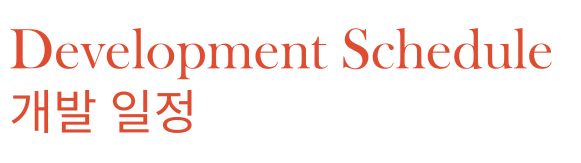 Development Schedule
개발 일정